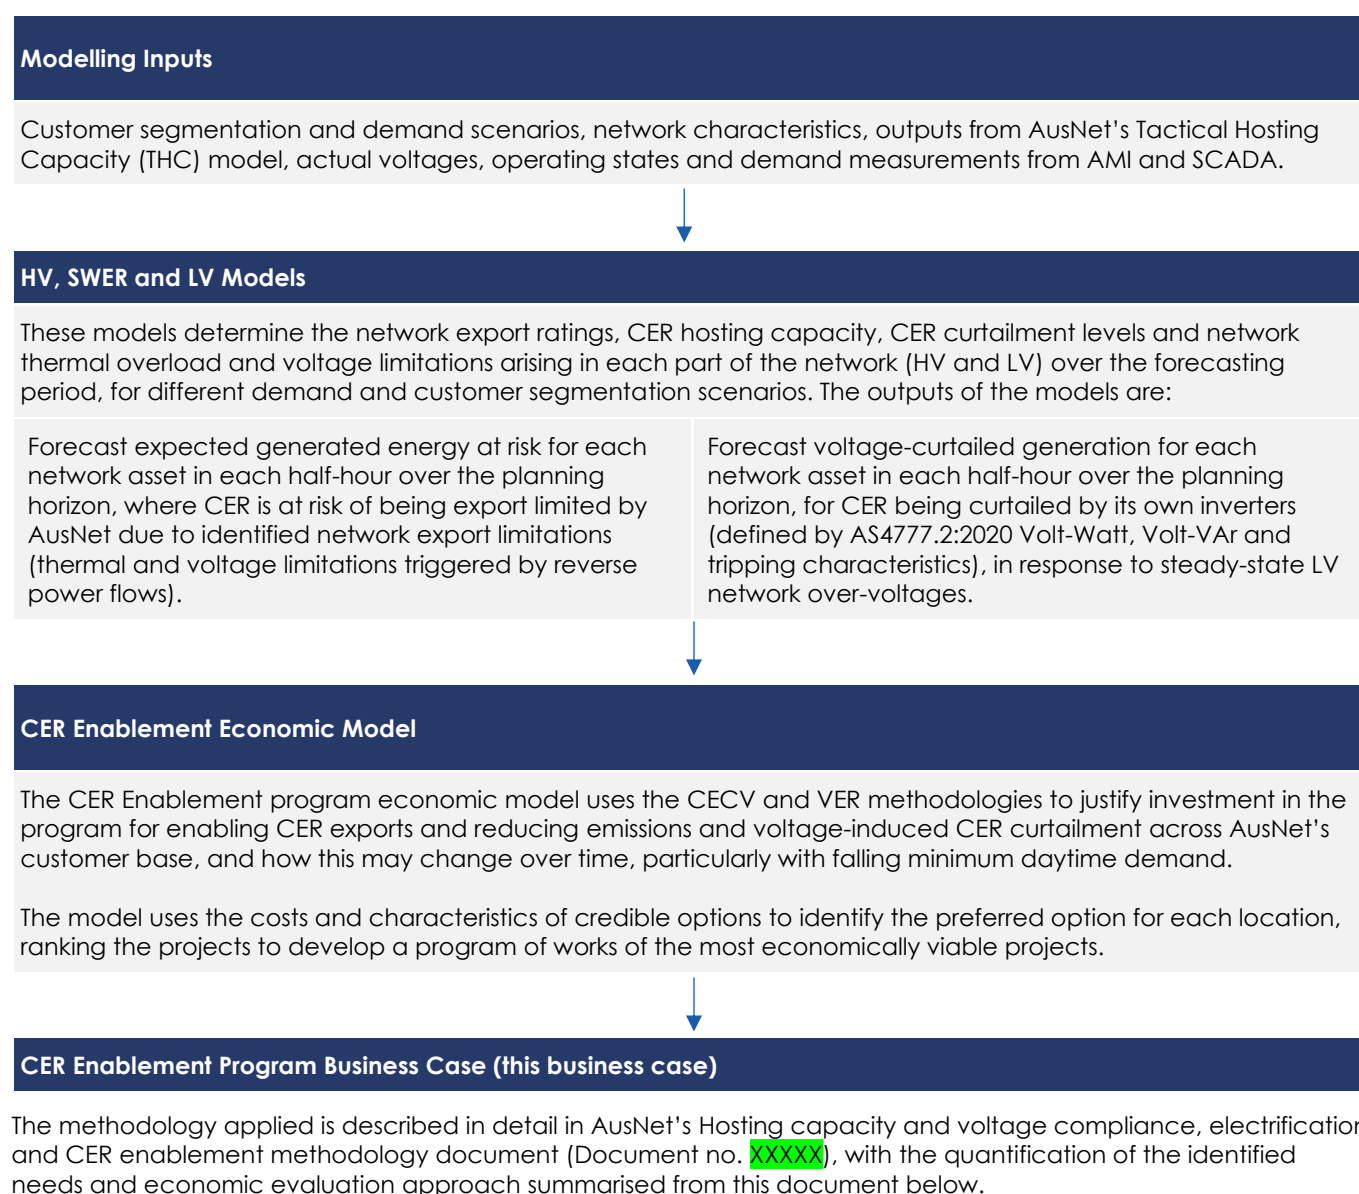 Modelling Inputs
Customer segmentation and demand scenarios, network characteristics, outputs from AusNet's Tactical Hosting
Capacity (THC) model, actual voltages, operating states and demand measurements from AMI and SCADA.
HV, SWER and LV Models
These models determine the network export ratings, CER hosting capacity, CER curtailment levels and network
thermal overload and voltage limitations arising in each part of the network (HV and LV) over the forecasting
period, for different demand and customer segmentation scenarios. The outputs of the models are:
Forecast expected generated energy at risk for each
network asset in each half-hour over the planning
horizon, where CER is at risk of being export limited by
AusNet due to identified network export limitations
(thermal and voltage limitations triggered by reverse
power flows).
Forecast voltage-curtailed generation for each
network asset in each half-hour over the planning
horizon, for CER being curtailed by its own inverters
(defined by AS4777.2:2020 Volt-Watt, Volt-VAr and
tripping characteristics), in response to steady-state LV
network over-voltages.
CER Enablement Economic Model
The CER Enablement program economic model uses the CECV and VER methodologies to justify investment in the
program for enabling CER exports and reducing emissions and voltage-induced CER curtailment across AusNet's
customer base, and how this may change over time, particularly with falling minimum daytime demand.
The model uses the costs and characteristics of credible options to identify the preferred option for each location,
ranking the projects to develop a program of works of the most economically viable projects.
CER Enablement Program Business Case (this business case)
The methodology applied is described in detail in AusNet's Hosting capacity and voltage compliance, electrification
and CER enablement methodology document (Document no. XXXXX), with the quantification of the identified
needs and economic evaluation approach summarised from this document below.